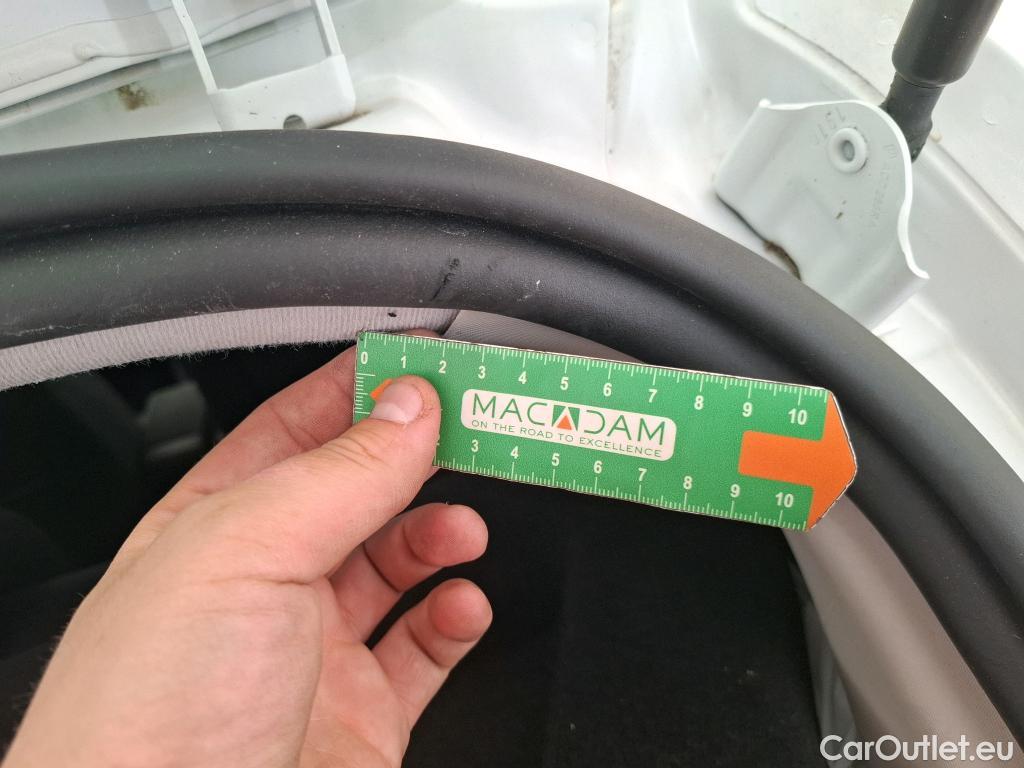 0 1 2 3 4 5 6 7 8 9 10
MACADAM
ON THE ROAD TO EXCELLENCE
2 3 4 5 6 7 8 9 10
CarOutlet.eu